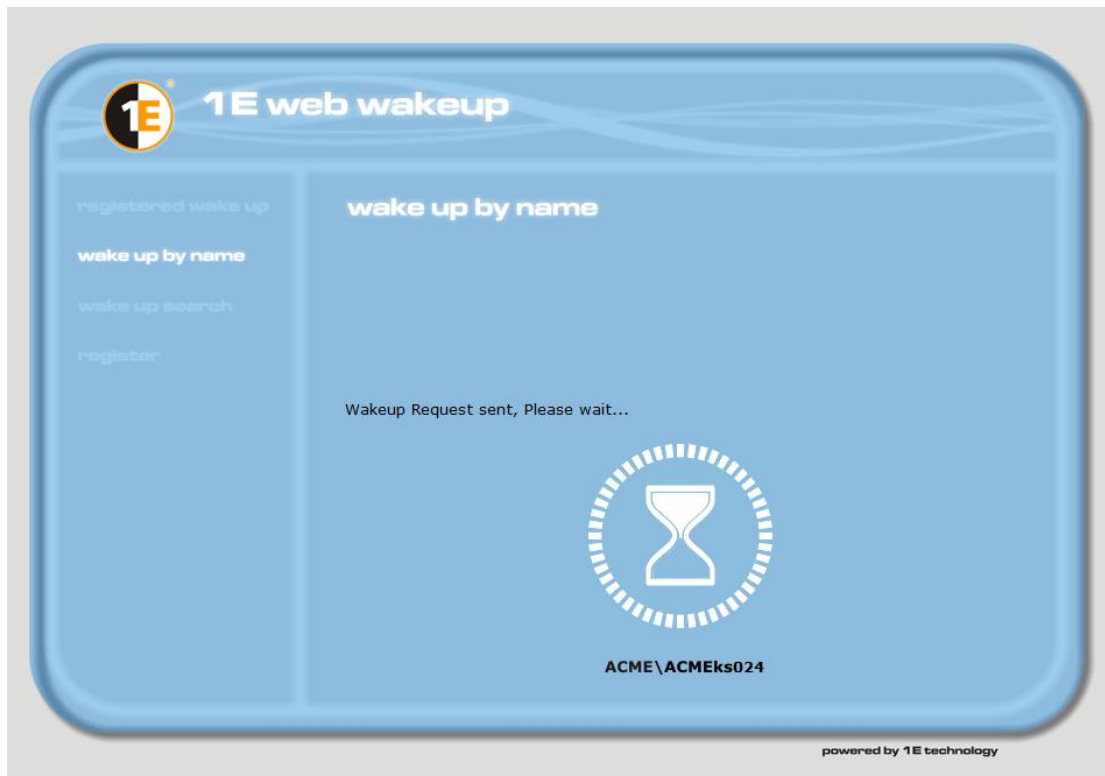 1E
1E web wakeup
registered wake up
wake up by name
wake up search
register
wake up by name
Wakeup Request sent, Please wait...
ACME\ACMEks024
powered by 1E technology